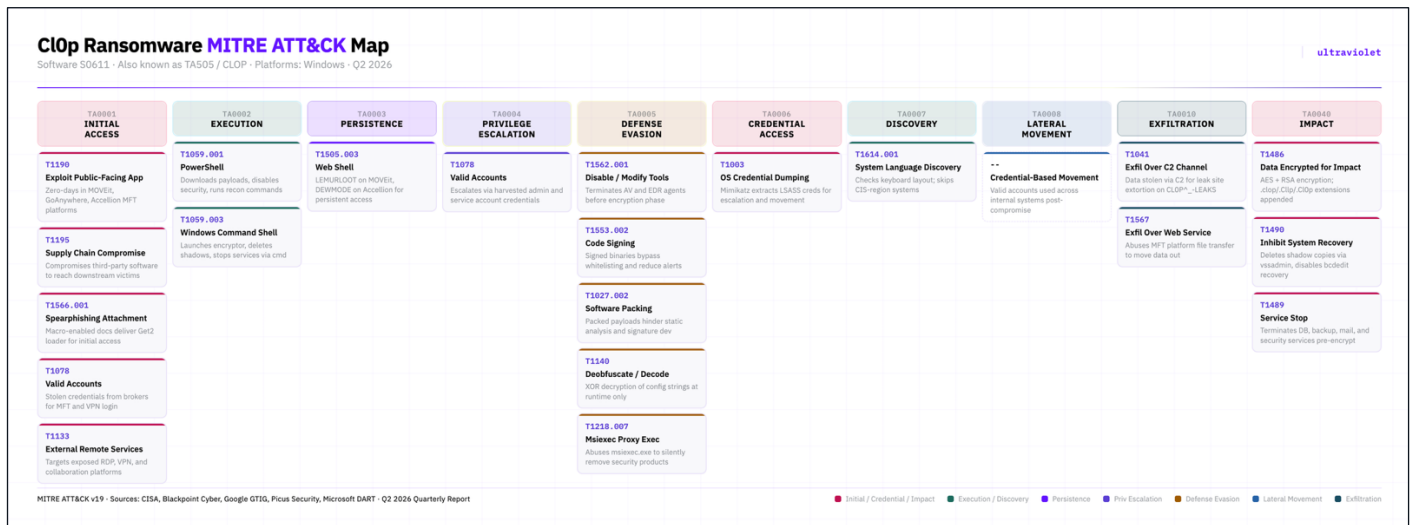 Cl0p Ransomware MITRE ATT&CK Map
Software S0611 · Also known as TA505 / CLOP · Platforms: Windows · Q2 2026
ultraviolet
TA0001
INITIAL
ACCESS
T1190
Exploit Public-Facing App
Zero-days in MOVEit,
GoAnywhere, Accellion MFT
platforms
T1195
Supply Chain Compromise
Compromises third-party software
to reach downstream victims
T1566.001
Spearphishing Attachment
Macro-enabled docs deliver Get2
loader for initial access
T1078
Valid Accounts
Stolen credentials from brokers
for MFT and VPN login
T1133
External Remote Services
Targets exposed RDP, VPN, and
collaboration platforms
TA0002
EXECUTION
T1059.001
PowerShell
Downloads payloads, disables
security, runs recon commands
T1059.003
Windows Command Shell
Launches encryptor, deletes
shadows, stops services via cmd
TA0003
PERSISTENCE
T1505.003
Web Shell
LEMURLOOT on MOVEit,
DEWMODE on Accellion for
persistent access
TA0004
PRIVILEGE
ESCALATION
T1078
Valid Accounts
Escalates via harvested admin and
service account credentials
TA0005
DEFENSE
EVASION
T1562.001
Disable / Modify Tools
Terminates AV and EDR agents
before encryption phase
T1553.002
Code Signing
Signed binaries bypass
whitelisting and reduce alerts
T1027.002
Software Packing
Packed payloads hinder static
analysis and signature dev
T1140
Deobfuscate / Decode
XOR decryption of config strings at
runtime only
T1218.007
Msiexec Proxy Exec
Abuses msiexec.exe to silently
remove security products
TA0006
CREDENTIAL
ACCESS
T1003
OS Credential Dumping
Mimikatz extracts LSASS creds for
escalation and movement
TA0007
DISCOVERY
T1614.001
System Language Discovery
Checks keyboard layout; skips
CIS-region systems
TA0008
LATERAL
MOVEMENT
--
Credential-Based Movement
Valid accounts used across
internal systems post-
compromise
TA0010
EXFILTRATION
T1041
Exfil Over C2 Channel
Data stolen via C2 for leak site
extortion on CL0P^_-LEAKS
T1567
Exfil Over Web Service
Abuses MFT platform file transfer
to move data out
TA0040
IMPACT
T1486
Data Encrypted for Impact
AES + RSA encryption;
.clop/.Clip/.Cl0p extensions
appended
T1490
Inhibit System Recovery
Deletes shadow copies via
vssadmin, disables bcdedit
recovery
T1489
Service Stop
Terminates DB, backup, mail, and
security services pre-encrypt
MITRE ATT&CK v19 · Sources: CISA, Blackpoint Cyber, Google GTIG, Picus Security, Microsoft DART · Q2 2026 Quarterly Report
Initial / Credential / Impact
Execution / Discovery
Persistence
Priv Escalation
Defense Evasion
Lateral Movement
Exfiltration